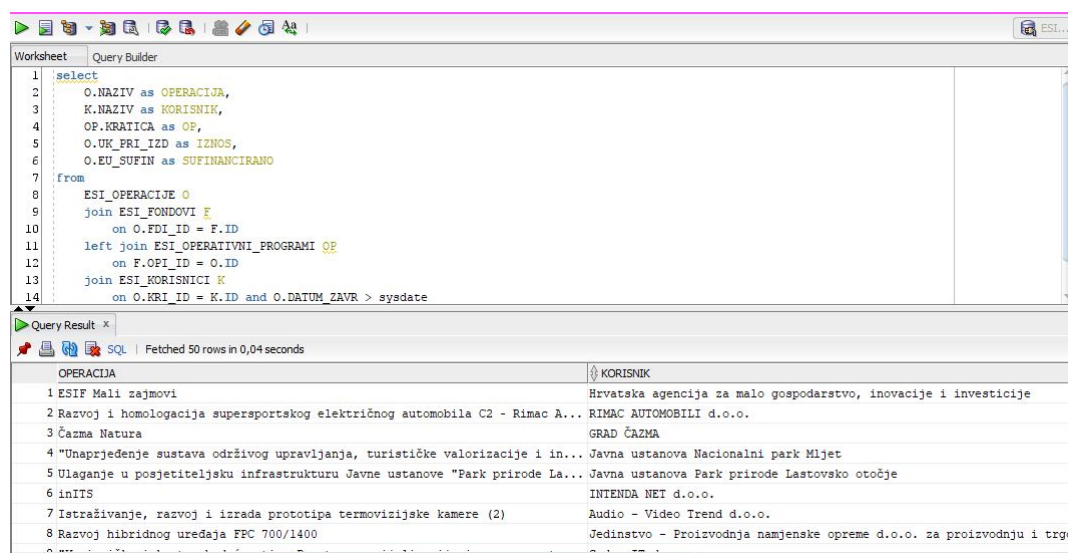 ESI...
Worksheet Query Builder
1 select
2 O.NAZIV as OPERACIJA,
3 K.NAZIV as KORISNIK,
4 OP.KRATICA as OP,
5 O.UK_PRI_IZD as IZNOS,
6 O.EU_SUFIN as SUFINANCIRANO
7 from
8 ESI_OPERACIJE O
9 join ESI_FONDOVI F
10 on O.FDI_ID = F.ID
11 left join ESI_OPERATIVNI_PROGRAMI OP
12 on F.OPI_ID = O.ID
13 join ESI_KORISNICI K
14 on O.KRI_ID = K.ID and O.DATUM_ZAVR > sysdate
Query Result x
SQL | Fetched 50 rows in 0,04 seconds
OPERACIJA KORISNIK
1 ESIF Mali zajmovi Hrvatska agencija za malo gospodarstvo, inovacije i investicije
2 Razvoj i homologacija supersportskog električnog automobila C2 - Rimac A... RIMAC AUTOMOBILI d.o.o.
3 Čazma Natura GRAD ČAZMA
4 "Unaprjeđenje sustava održivog upravljanja, turističke valorizacije i in... Javna ustanova Nacionalni park Mljet
5 Ulaganje u posjetiteljsku infrastrukturu Javne ustanove "Park prirode La... Javna ustanova Park prirode Lastovsko otočje
6 inITS INTENDA NET d.o.o.
7 Istraživanje, razvoj i izrada prototipa termovizijske kamere (2) Audio - Video Trend d.o.o.
8 Razvoj hibridnog uređaja FPC 700/1400 Jedinstvo - Proizvodnja namjenske opreme d.o.o. za proizvodnju i trgo